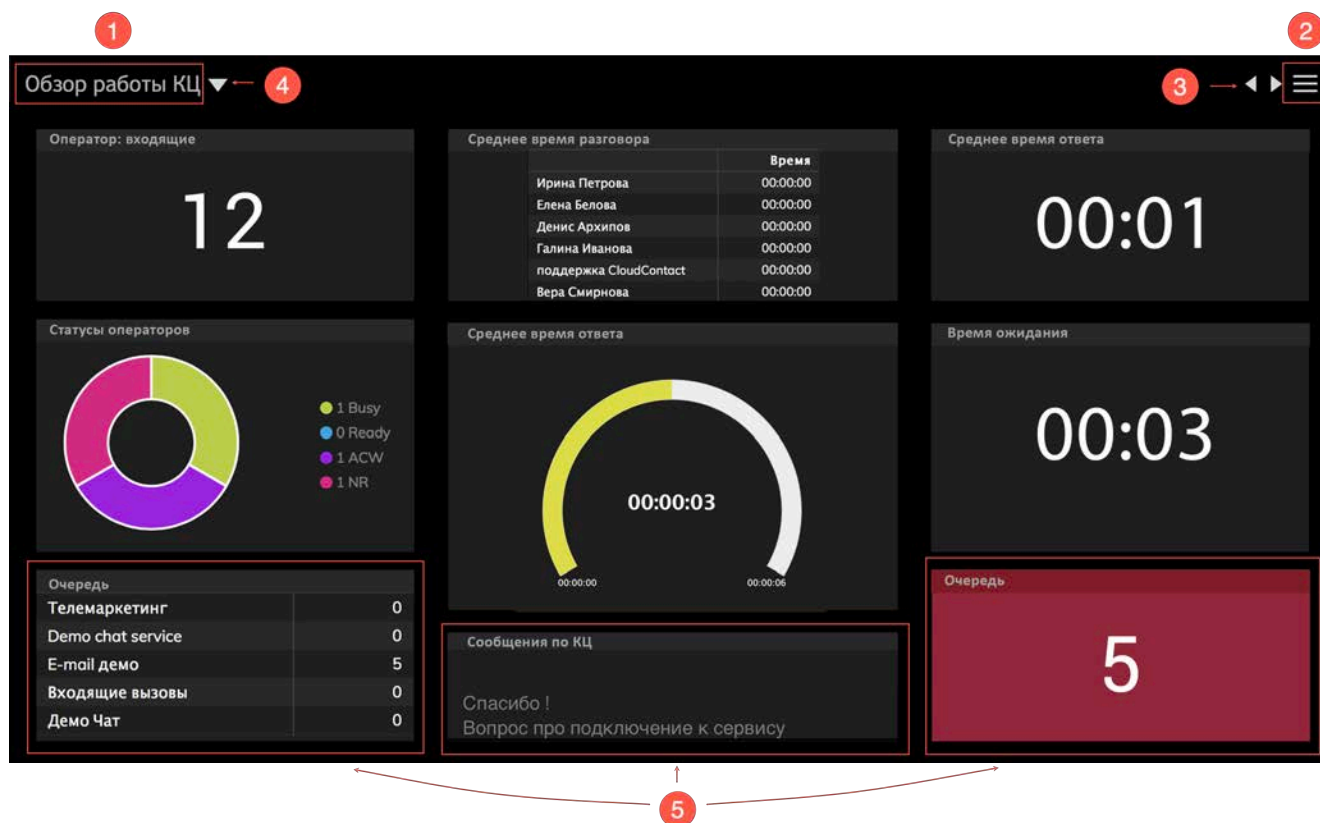 1
2
Обзор работы КЦ
4
3
Оператор: входящие
12
Среднее время разговора
Время
Ирина Петрова 00:00:00
Елена Белова 00:00:00
Денис Архипов 00:00:00
Галина Иванова 00:00:00
поддержка CloudContact 00:00:00
Вера Смирнова 00:00:00
Среднее время ответа
00:01
Статусы операторов
1 Busy
0 Ready
1 ACW
1 NR
Среднее время ответа
00:00:03
00:00:00 00:00:06
Время ожидания
00:03
Очередь
Телемаркетинг 0
Demo chat service 0
E-mail демо 5
Входящие вызовы 0
Демо Чат 0
Сообщения по КЦ
Спасибо !
Вопрос про подключение к сервису
Очередь
5
5